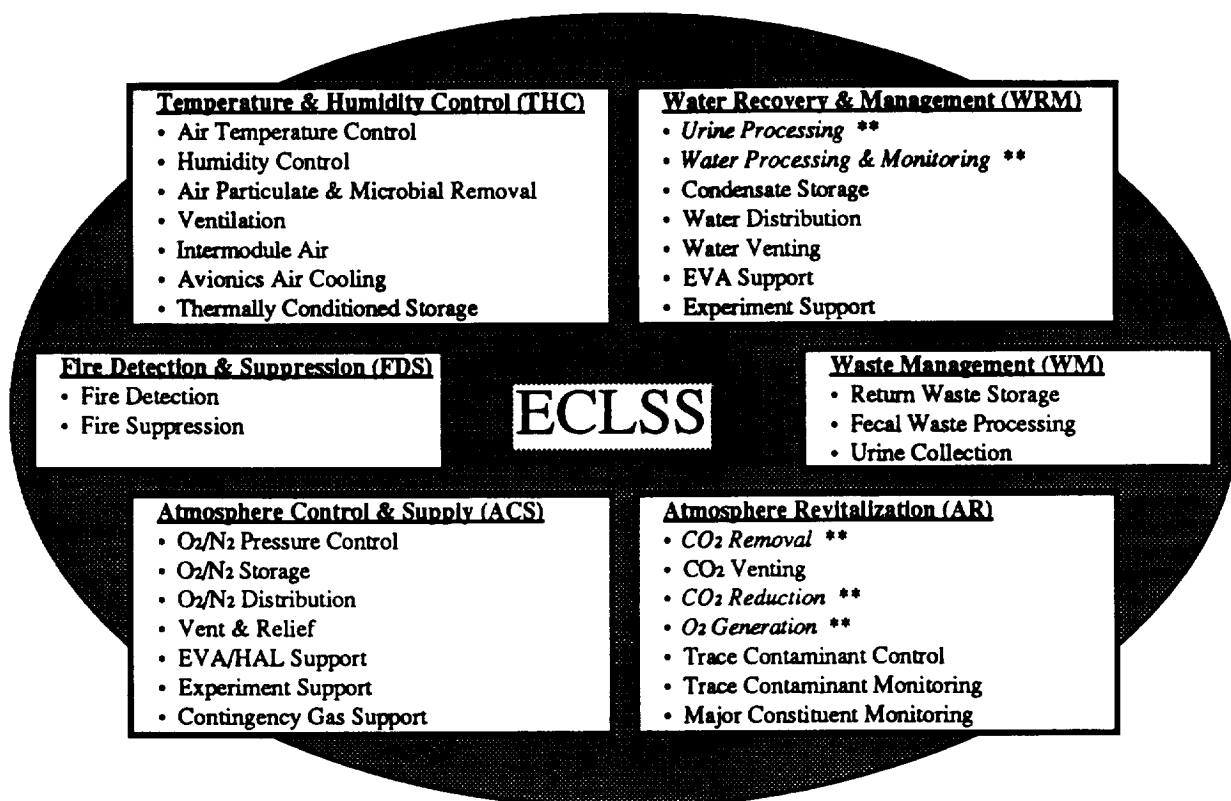 Temperature & Humidity Control (THC)
• Air Temperature Control
• Humidity Control
• Air Particulate & Microbial Removal
• Ventilation
• Intermodule Air
• Avionics Air Cooling
• Thermally Conditioned Storage
Water Recovery & Management (WRM)
• Urine Processing **
• Water Processing & Monitoring **
• Condensate Storage
• Water Distribution
• Water Venting
• EVA Support
• Experiment Support
Fire Detection & Suppression (FDS)
• Fire Detection
• Fire Suppression
ECLSS
Waste Management (WM)
• Return Waste Storage
• Fecal Waste Processing
• Urine Collection
Atmosphere Control & Supply (ACS)
• O2/N2 Pressure Control
• O2/N2 Storage
• O2/N2 Distribution
• Vent & Relief
• EVA/HAL Support
• Experiment Support
• Contingency Gas Support
Atmosphere Revitalization (AR)
• CO2 Removal **
• CO2 Venting
• CO2 Reduction **
• O2 Generation **
• Trace Contaminant Control
• Trace Contaminant Monitoring
• Major Constituent Monitoring